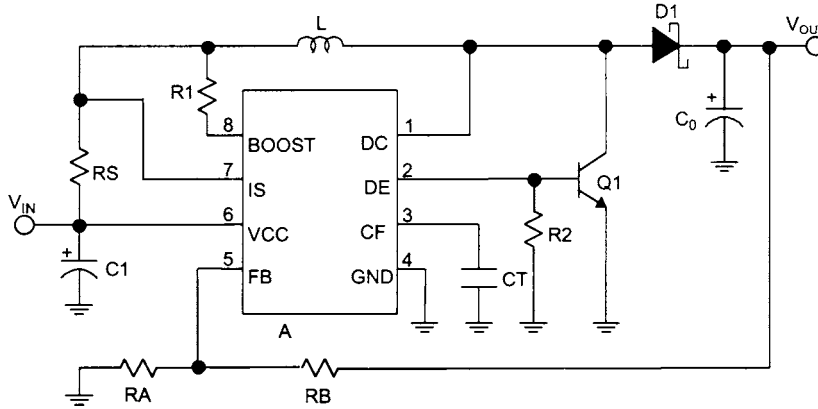 L
D1
VOUT
R1
8
BOOST
DC
1
+
C0
7
IS
DE
2
Q1
RS
VIN
6
VCC
CF
3
R2
+
C1
5
FB
GND
4
CT
A
RA
RB